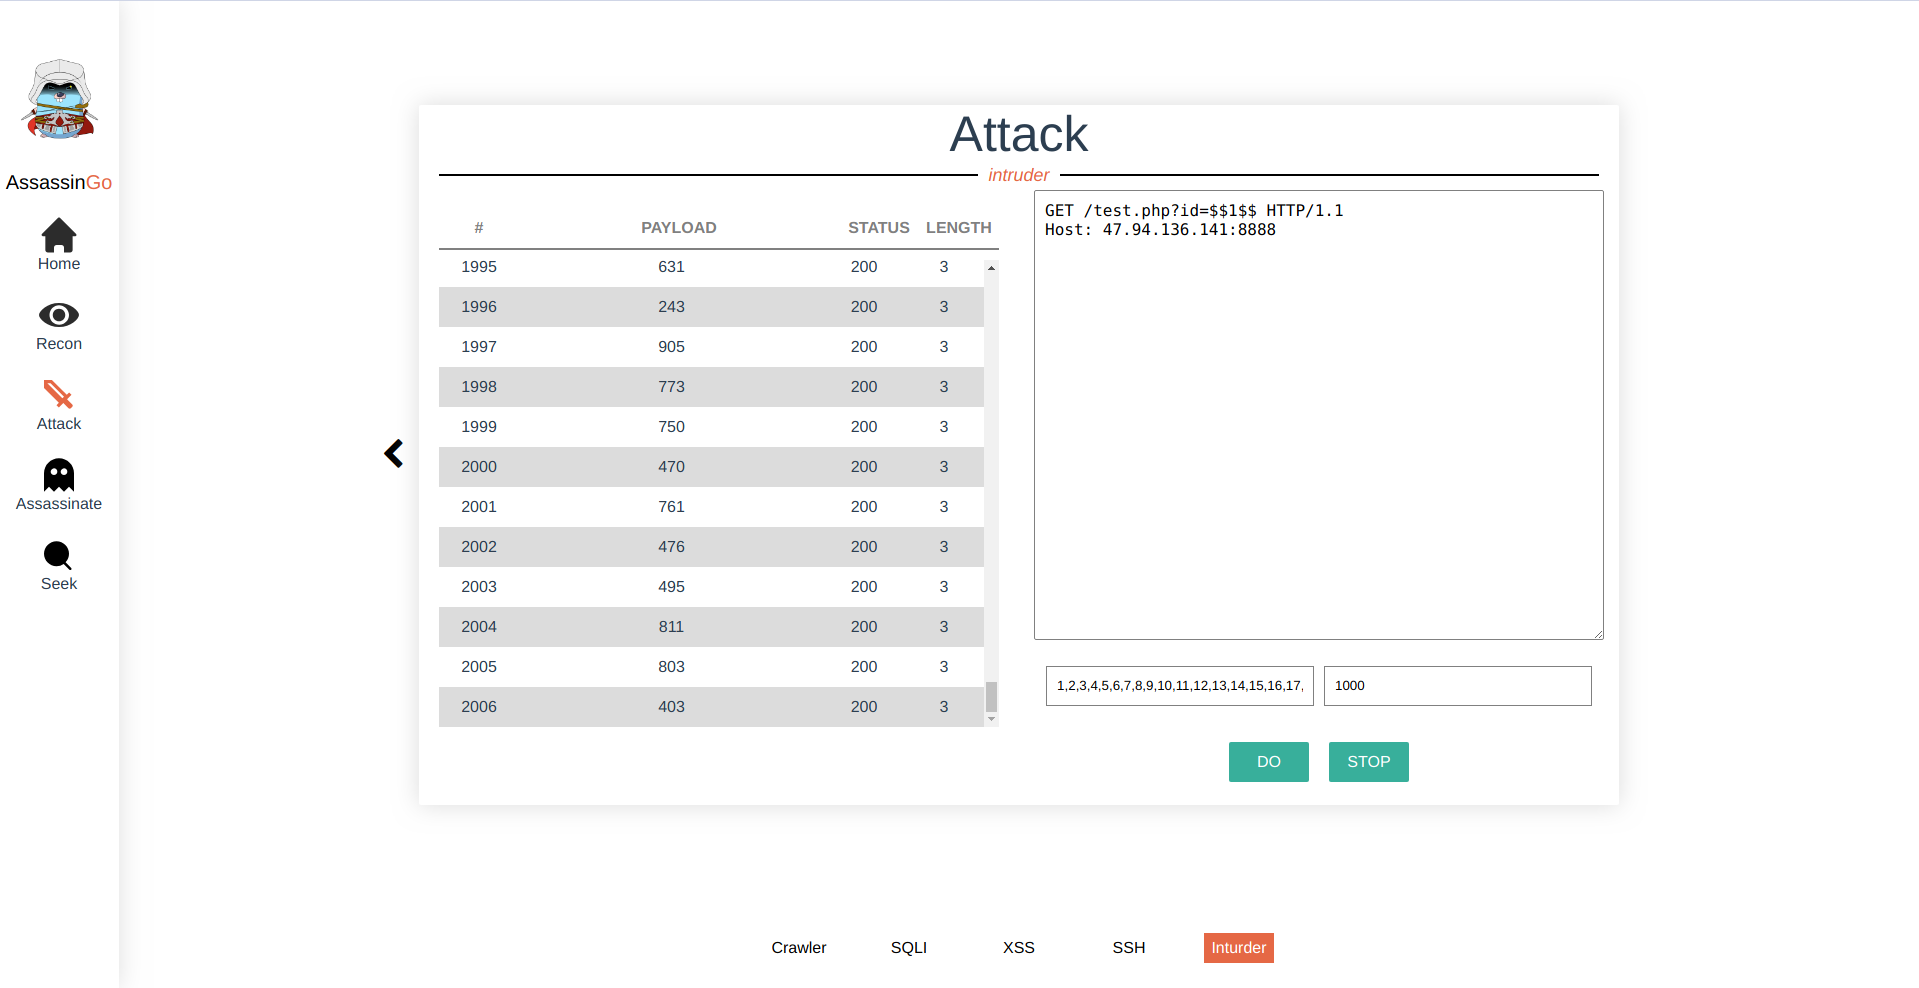 AssassinGo
Home
Recon
Attack
Assassinate
Seek
Attack
intruder
# PAYLOAD STATUS LENGTH
1995 631 200 3
1996 243 200 3
1997 905 200 3
1998 773 200 3
1999 750 200 3
2000 470 200 3
2001 761 200 3
2002 476 200 3
2003 495 200 3
2004 811 200 3
2005 803 200 3
2006 403 200 3
GET /test.php?id=$$1$$ HTTP/1.1
Host: 47.94.136.141:8888
1,2,3,4,5,6,7,8,9,10,11,12,13,14,15,16,17, 1000
DO STOP
Crawler SQLI XSS SSH Inturder